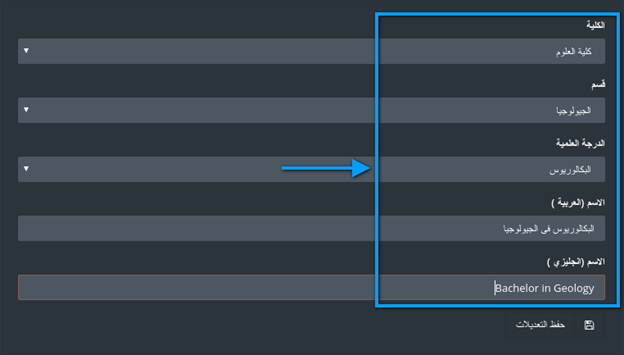 الكلية
كلية العلوم
قسم
الجيولوجيا
الدرجة العلمية
البكالوريوس
الاسم (العربية )
البكالوريوس فى الجيولوجيا
الاسم (انجليزي )
Bachelor in Geology
حفظ التعديلات